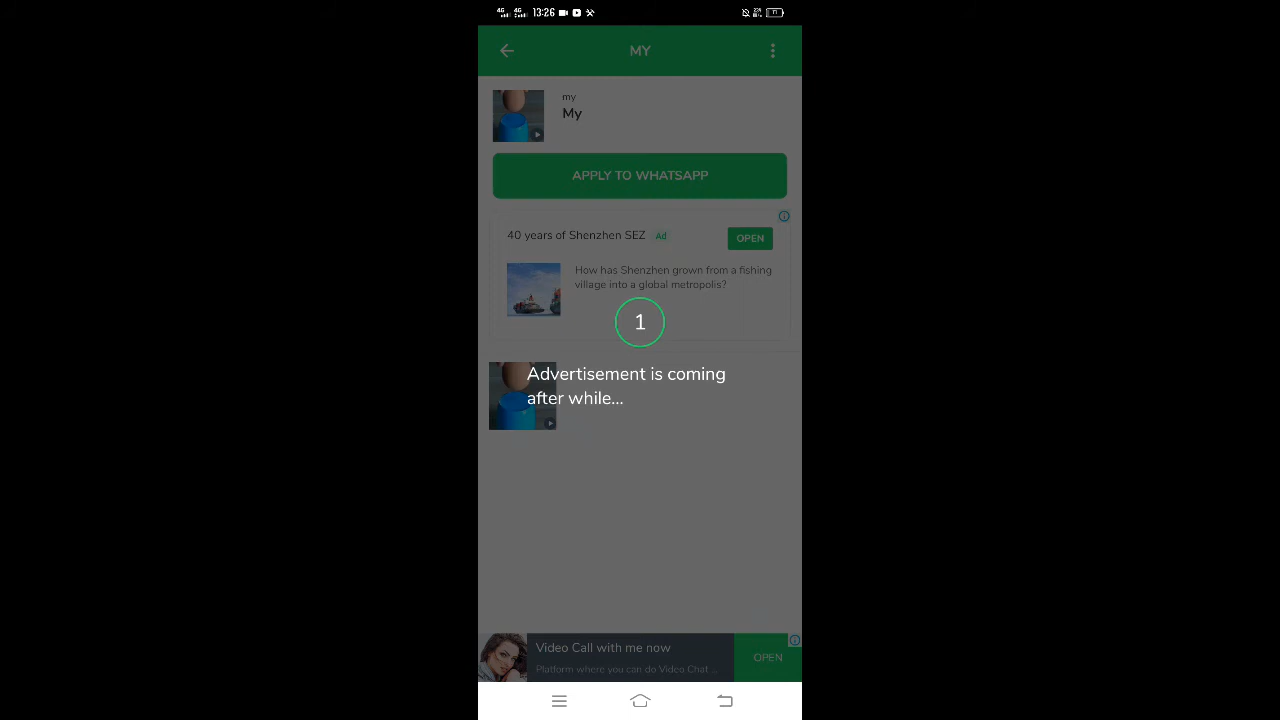 13:26
MY
my
My
APPLY TO WHATSAPP
40 years of Shenzhen SEZ Ad
OPEN
How has Shenzhen grown from a fishing
village into a global metropolis?
1
Advertisement is coming
after while...
Video Call with me now
Platform where you can do Video Chat...
OPEN